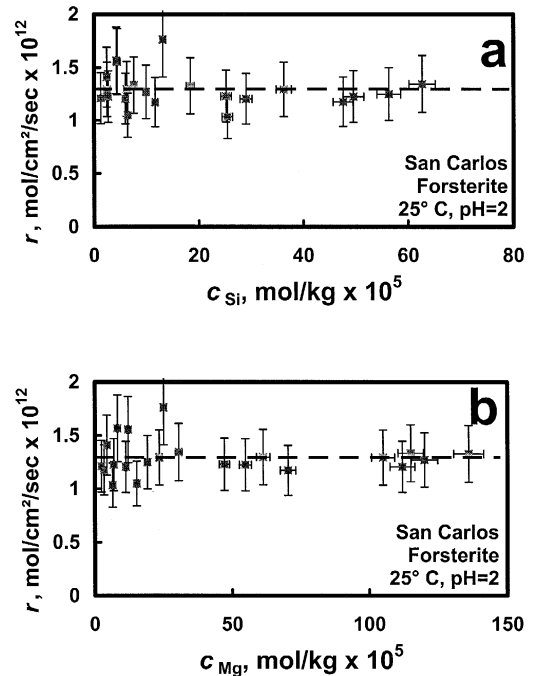 a
2
1.5
1
0.5
0
r, mol/cm²/sec x 10¹²
San Carlos
Forsterite
25° C, pH=2
0 20 40 60 80
c Si, mol/kg x 10⁵
b
2
1.5
1
0.5
0
r, mol/cm²/sec x 10¹²
San Carlos
Forsterite
25° C, pH=2
0 50 100 150
c Mg, mol/kg x 10⁵